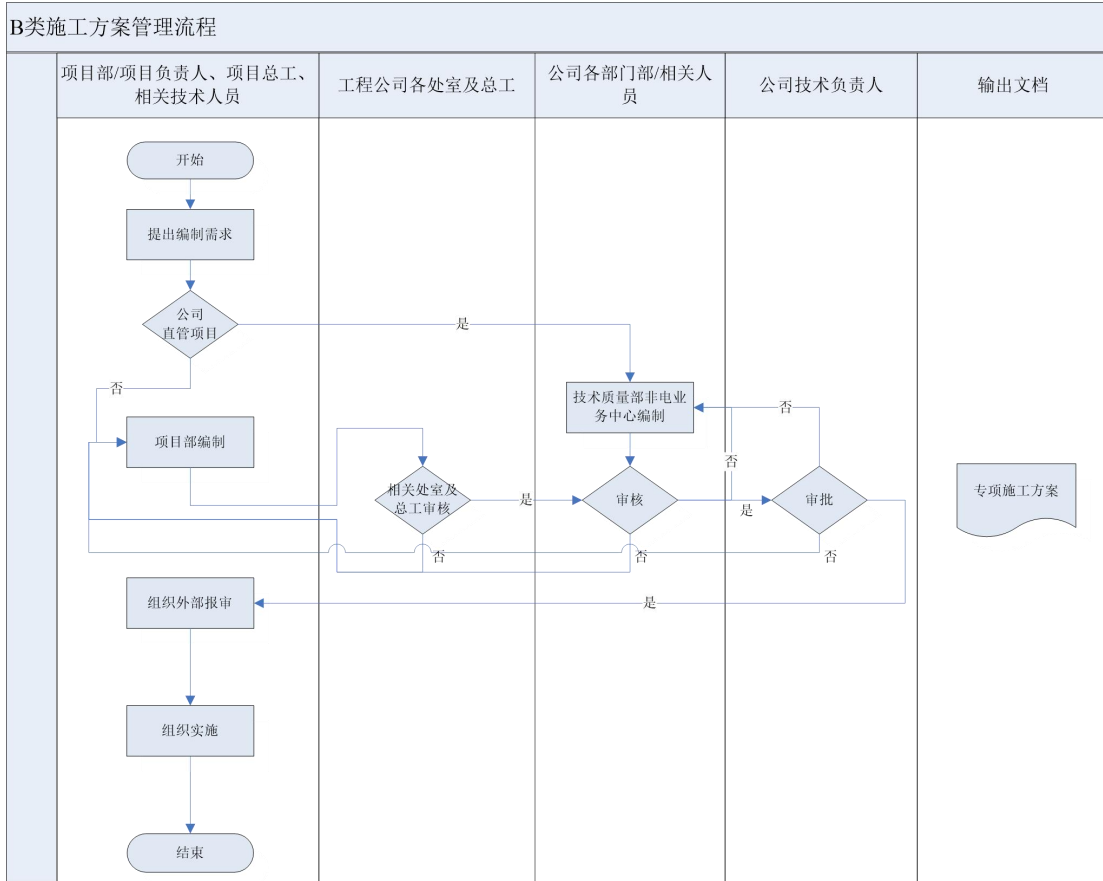 B类施工方案管理流程
项目部/项目负责人、项目总工、
相关技术人员
工程公司各处室及总工
公司各部门部/相关人
员
公司技术负责人
输出文档
开始
提出编制需求
公司
直管项目
是
否
技术质量部非电业
务中心编制
否
项目部编制
否
相关处室及
总工审核
是
审核
是
审批
专项施工方案
否
否
否
组织外部报审
是
组织实施
结束